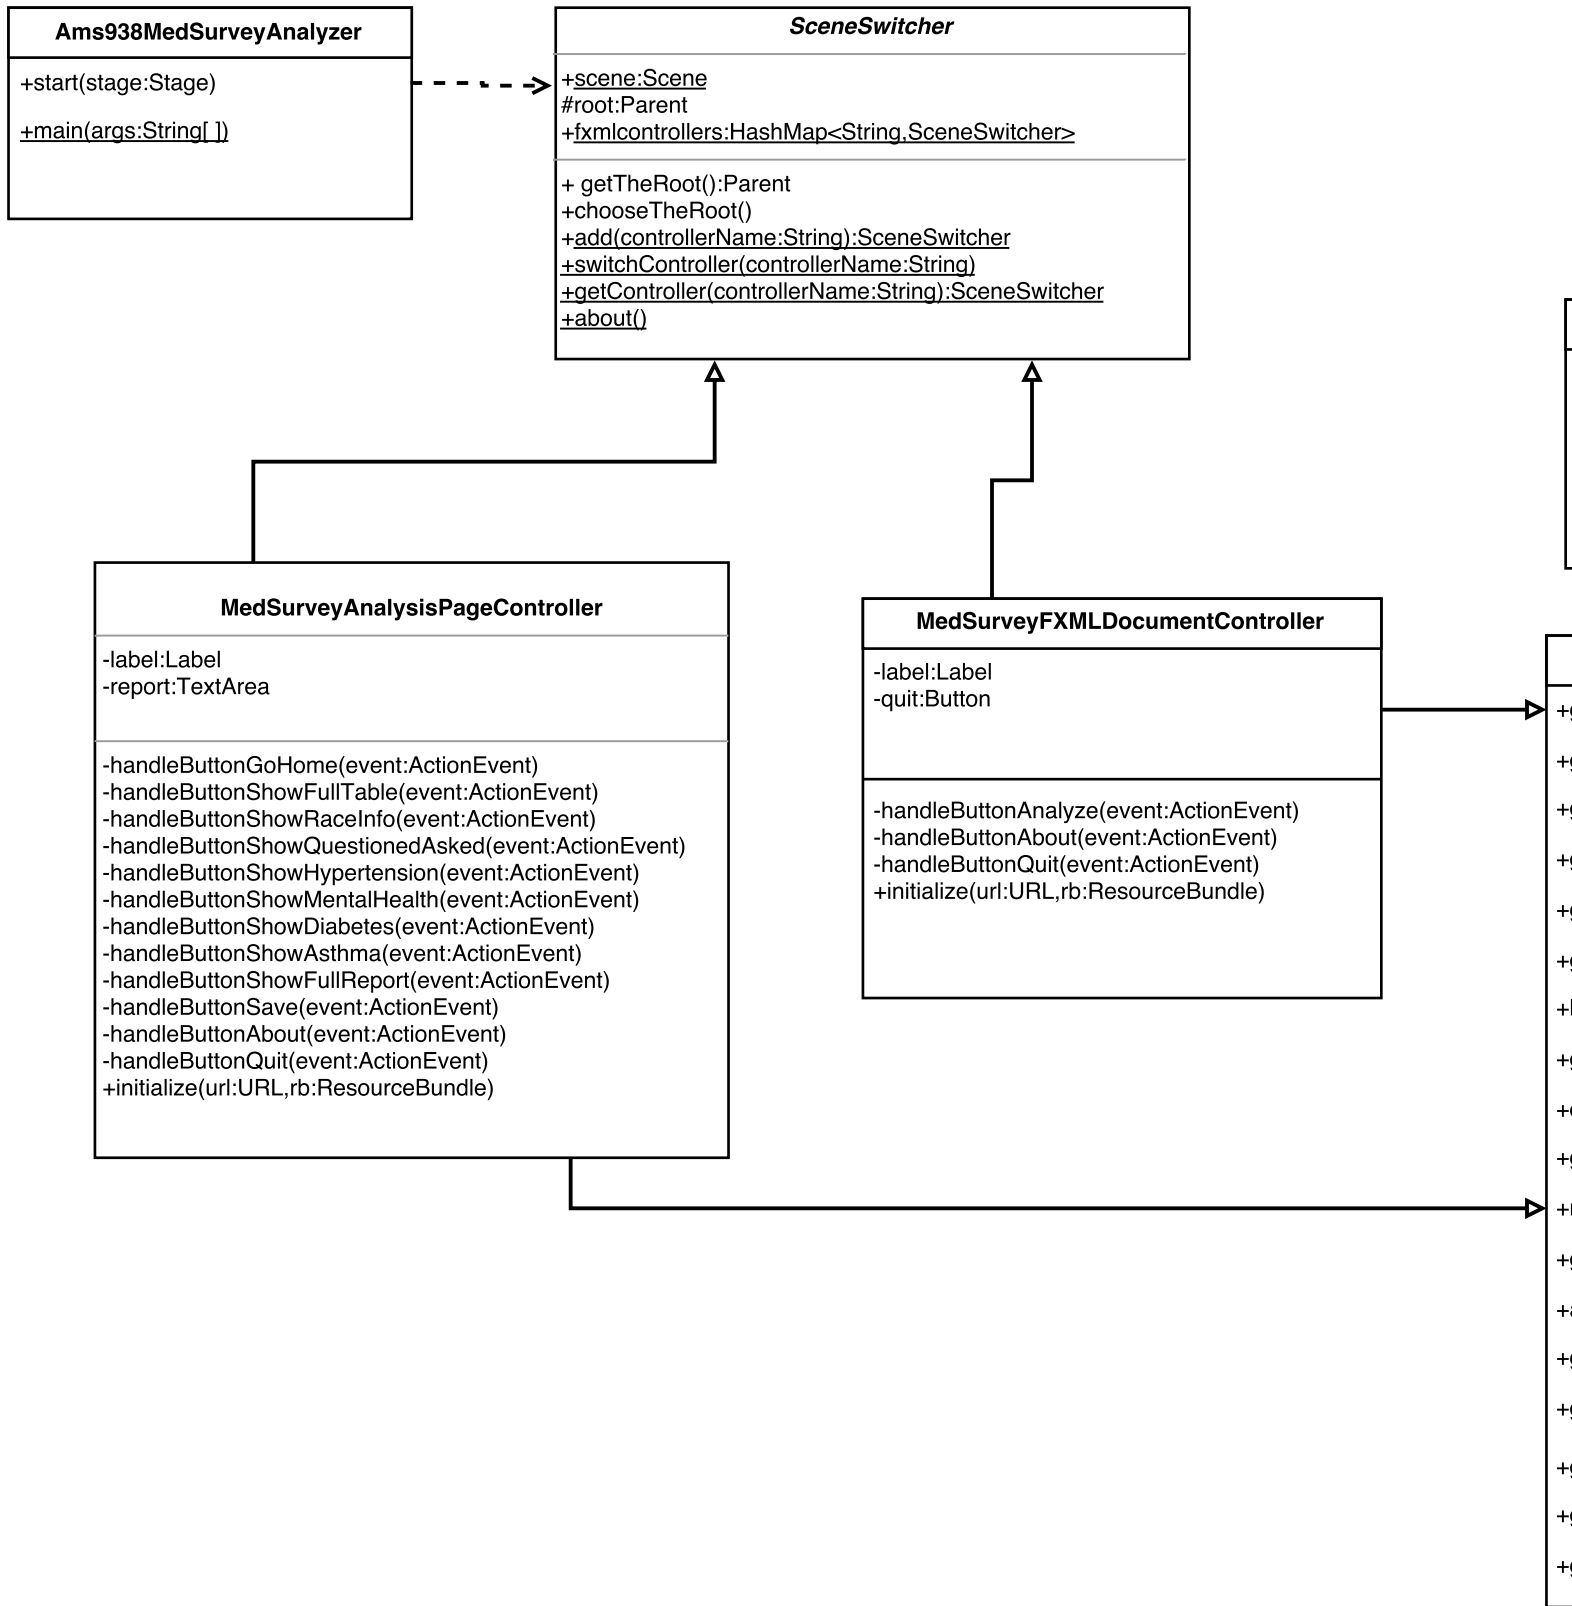 Ams938MedSurveyAnalyzer
+start(stage:Stage)
+main(args:String[ ])
SceneSwitcher
+scene:Scene
#root:Parent
+fxmlcontrollers:HashMap<String,SceneSwitcher>
+ getTheRoot():Parent
+chooseTheRoot()
+add(controllerName:String):SceneSwitcher
+switchController(controllerName:String)
+getController(controllerName:String):SceneSwitcher
+about()
MedSurveyAnalysisPageController
-label:Label
-report:TextArea
-handleButtonGoHome(event:ActionEvent)
-handleButtonShowFullTable(event:ActionEvent)
-handleButtonShowRaceInfo(event:ActionEvent)
-handleButtonShowQuestionedAsked(event:ActionEvent)
-handleButtonShowHypertension(event:ActionEvent)
-handleButtonShowMentalHealth(event:ActionEvent)
-handleButtonShowDiabetes(event:ActionEvent)
-handleButtonShowAsthma(event:ActionEvent)
-handleButtonShowFullReport(event:ActionEvent)
-handleButtonSave(event:ActionEvent)
-handleButtonAbout(event:ActionEvent)
-handleButtonQuit(event:ActionEvent)
+initialize(url:URL,rb:ResourceBundle)
MedSurveyFXMLDocumentController
-label:Label
-quit:Button
-handleButtonAnalyze(event:ActionEvent)
-handleButtonAbout(event:ActionEvent)
-handleButtonQuit(event:ActionEvent)
+initialize(url:URL,rb:ResourceBundle)